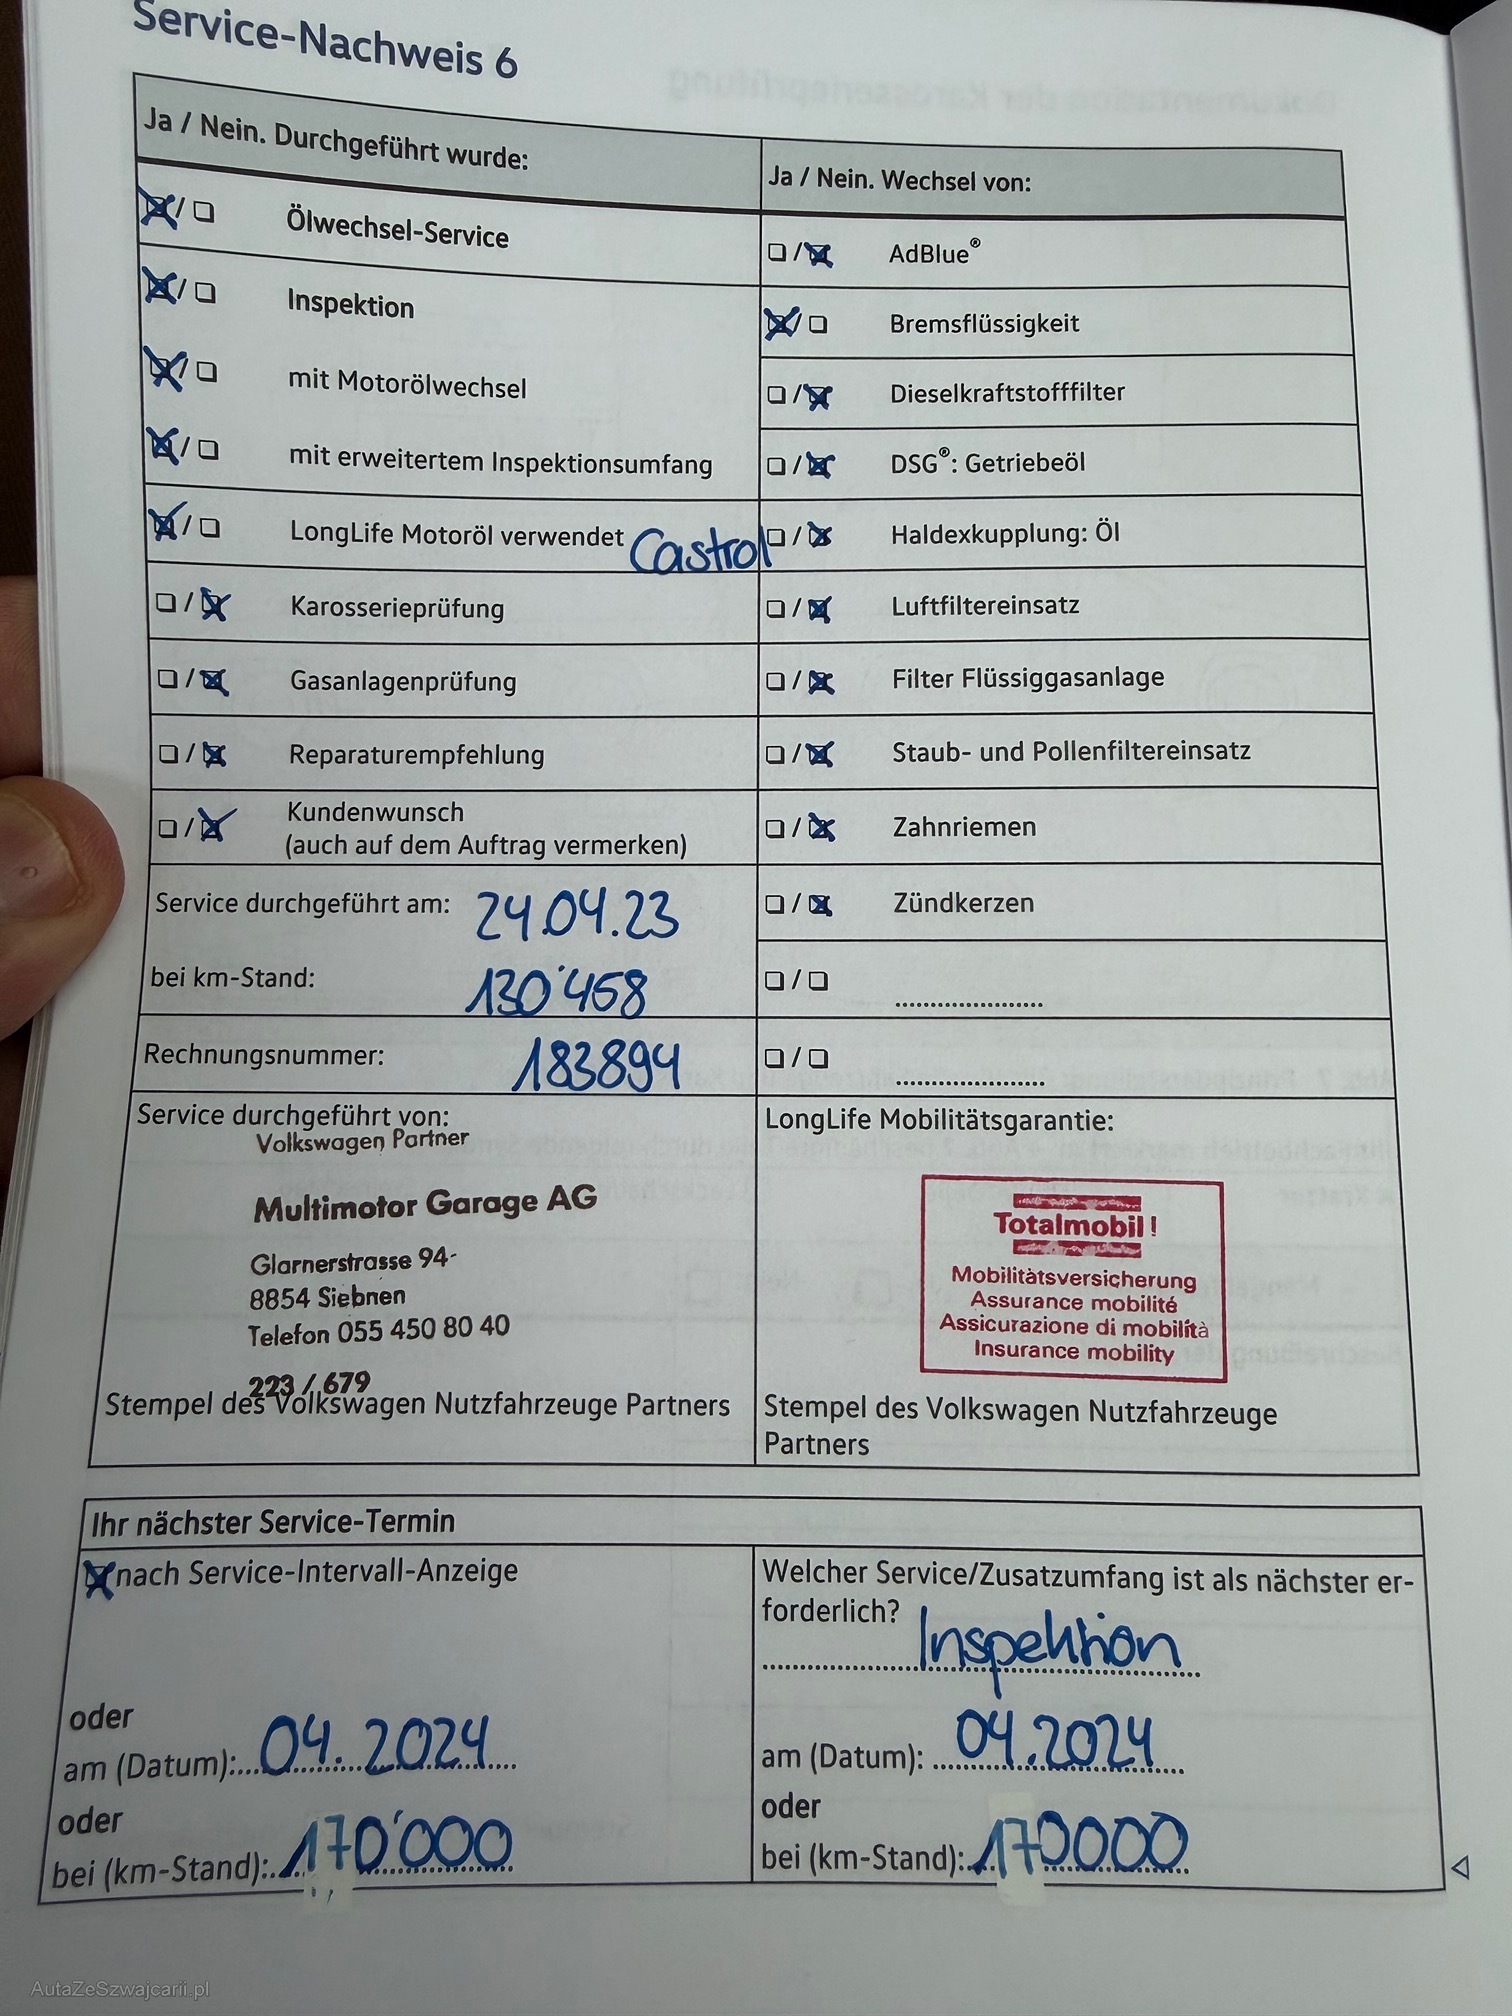 Service-Nachweis 6
Ja / Nein. Durchgeführt wurde:
Ölwechsel-Service
Inspektion
mit Motorölwechsel
mit erweitertem Inspektionsumfang
LongLife Motoröl verwendet Castrol
Karosserieprüfung
Gasanlagenprüfung
Reparaturempfehlung
Kundenwunsch
(auch auf dem Auftrag vermerken)
Service durchgeführt am: 24.04.23
bei km-Stand: 130'458
Rechnungsnummer: 183894
Service durchgeführt von:
Volkswagen Partner
Multimotor Garage AG
Glarnerstrasse 94
8854 Siebnen
Telefon 055 450 80 40
223 / 679
Stempel des Volkswagen Nutzfahrzeuge Partners
Ja / Nein. Wechsel von:
AdBlue®
Bremsflüssigkeit
Dieselkraftstofffilter
DSG®: Getriebeöl
Haldexkupplung: Öl
Luftfiltereinsatz
Filter Flüssiggasanlage
Staub- und Pollenfiltereinsatz
Zahnriemen
Zündkerzen
LongLife Mobilitätsgarantie:
Totalmobil !
Mobilitätsversicherung
Assurance mobilité
Assicurazione di mobilità
Insurance mobility
Stempel des Volkswagen Nutzfahrzeuge
Partners
Ihr nächster Service-Termin
nach Service-Intervall-Anzeige
oder
am (Datum): 04.2024
oder
bei (km-Stand): 170'000
Welcher Service/Zusatzumfang ist als nächster er-
forderlich?
Inspektion
am (Datum): 04.2024
oder
bei (km-Stand): 170000
AutaZeSzwajcarii.pl